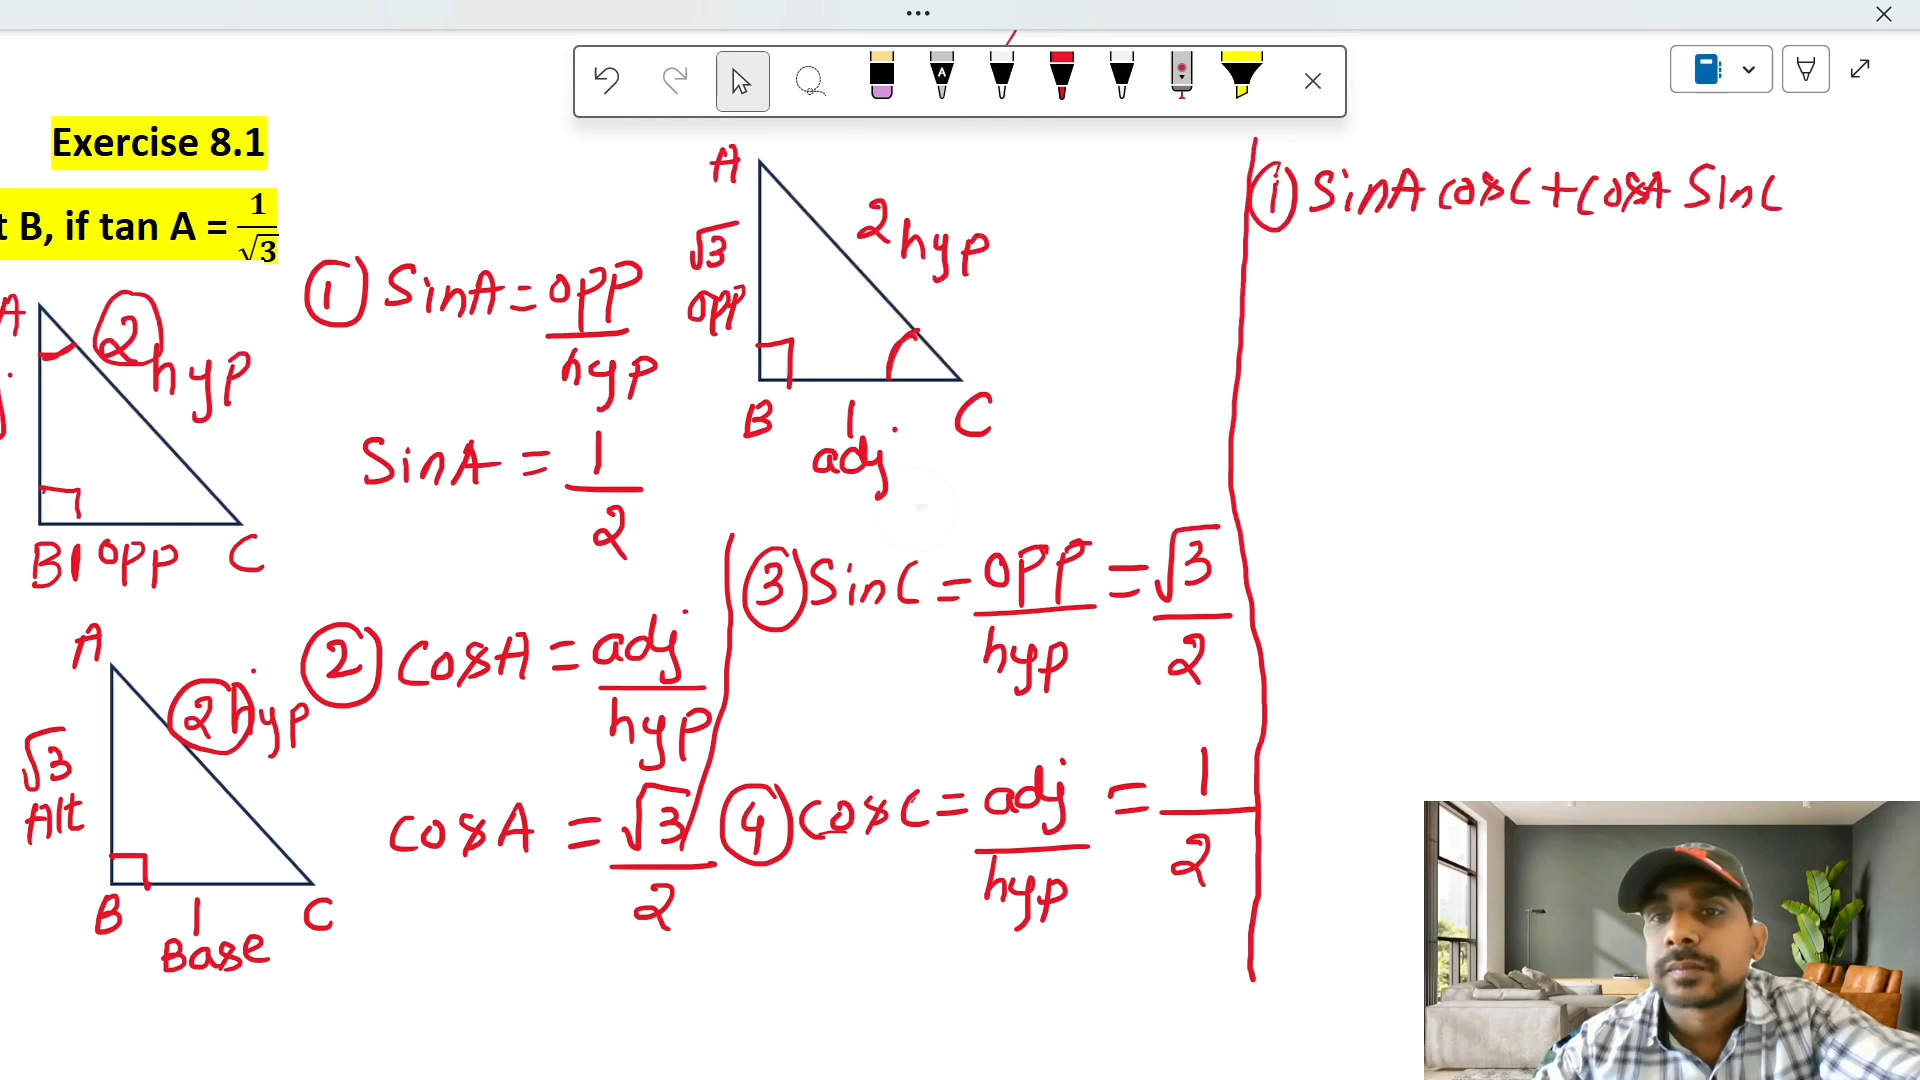 Exercise 8.1
t B, if tan A = 1/√3
A
2
hyp
B 1 opp C
A
2 hyp
√3
Alt
B 1 C
Base
① SinA = opp/hyp
SinA = 1/2
② cosA = adj/hyp
cosA = √3/2
A
√3
opp
2 hyp
B 1 C
adj
③ SinC = opp/hyp = √3/2
④ cosC = adj/hyp = 1/2
① SinA cosC + cosA SinC